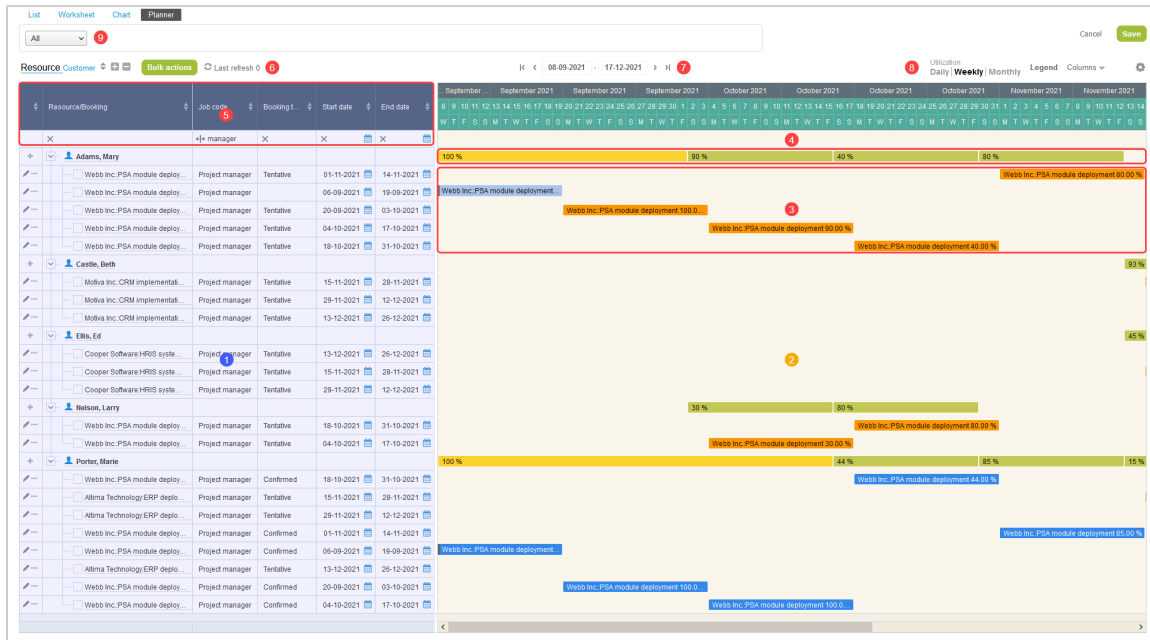 List Worksheet Chart Planner
All 9 Cancel Save
Resource Customer Bulk actions Last refresh 0 6 08-09-2021 - 17-12-2021 7 8 Utilization Daily Weekly Monthly Legend Columns
Resource/Booking Job code 5 Booking t... Start date End date
... September ... September 2021 September 2021 September 2021 October 2021 October 2021 October 2021 October 2021 November 2021 November 2021
8 9 10 11 12 13 14 15 16 17 18 19 20 21 22 23 24 25 26 27 28 29 30 1 2 3 4 5 6 7 8 9 10 11 12 13 14 15 16 17 18 19 20 21 22 23 24 25 26 27 28 29 30 31 1 2 3 4 5 6 7 8 9 10 11 12 13 14
W T F S S M T W T F S S M T W T F S S M T W T F S S M T W T F S S M T W T F S S M T W T F S S M T W T F S S M T W T F S S M T W T F S S
manager 4
Adams, Mary 100 % 90 % 40 % 80 %
Webb Inc.:PSA module deploy... Project manager Tentative 01-11-2021 14-11-2021 Webb Inc.:PSA module deployment 80.00 %
Webb Inc.:PSA module deploy... Project manager 06-09-2021 19-09-2021 Webb Inc.:PSA module deployment...
Webb Inc.:PSA module deploy... Project manager Tentative 20-09-2021 03-10-2021 Webb Inc.:PSA module deployment 100.0... 3
Webb Inc.:PSA module deploy... Project manager Tentative 04-10-2021 17-10-2021 Webb Inc.:PSA module deployment 90.00 %
Webb Inc.:PSA module deploy... Project manager Tentative 18-10-2021 31-10-2021 Webb Inc.:PSA module deployment 40.00 %
Castle, Beth 93 %
Motiva Inc.:CRM implementati... Project manager Tentative 15-11-2021 28-11-2021
Motiva Inc.:CRM implementati... Project manager Tentative 29-11-2021 12-12-2021
Motiva Inc.:CRM implementati... Project manager Tentative 13-12-2021 26-12-2021
Ellis, Ed 45 %
Cooper Software:HRIS syste... Project manager 1 Tentative 13-12-2021 26-12-2021 2
Cooper Software:HRIS syste... Project manager Tentative 15-11-2021 28-11-2021
Cooper Software:HRIS syste... Project manager Tentative 29-11-2021 12-12-2021
Nelson, Larry 30 % 80 %
Webb Inc.:PSA module deploy... Project manager Tentative 18-10-2021 31-10-2021 Webb Inc.:PSA module deployment 80.00 %
Webb Inc.:PSA module deploy... Project manager Tentative 04-10-2021 17-10-2021 Webb Inc.:PSA module deployment 30.00 %
Porter, Marie 100 % 44 % 85 % 15 %
Webb Inc.:PSA module deploy... Project manager Confirmed 18-10-2021 31-10-2021 Webb Inc.:PSA module deployment 44.00 %
Altima Technology:ERP deplo... Project manager Tentative 15-11-2021 28-11-2021
Altima Technology:ERP deplo... Project manager Tentative 29-11-2021 12-12-2021
Webb Inc.:PSA module deploy... Project manager Confirmed 01-11-2021 14-11-2021 Webb Inc.:PSA module deployment 85.00 %
Webb Inc.:PSA module deploy... Project manager Confirmed 06-09-2021 19-09-2021 Webb Inc.:PSA module deployment...
Altima Technology:ERP deplo... Project manager Tentative 13-12-2021 26-12-2021
Webb Inc.:PSA module deploy... Project manager Confirmed 20-09-2021 03-10-2021 Webb Inc.:PSA module deployment 100.0...
Webb Inc.:PSA module deploy... Project manager Confirmed 04-10-2021 17-10-2021 Webb Inc.:PSA module deployment 100.0...